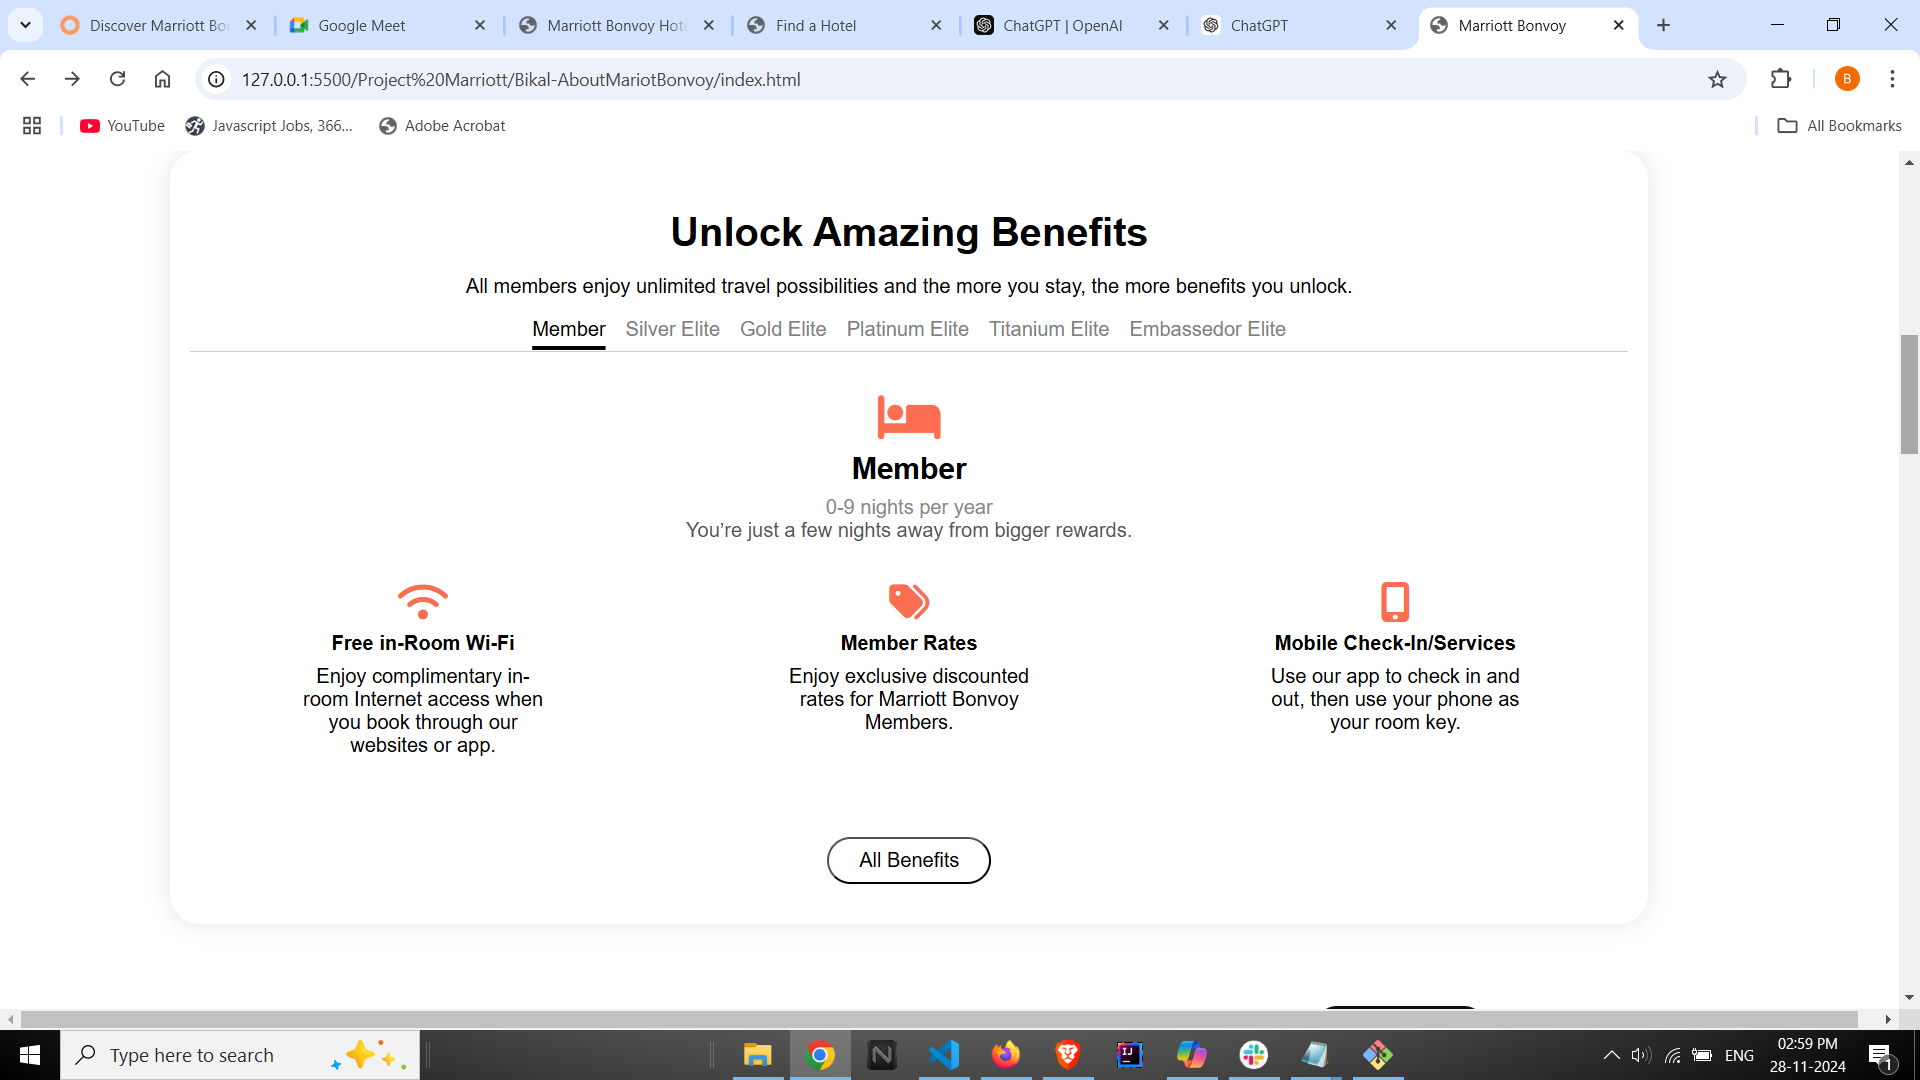 Discover Marriott Bo
Google Meet
Marriott Bonvoy Hote
Find a Hotel
ChatGPT | OpenAI
ChatGPT
Marriott Bonvoy
127.0.0.1:5500/Project%20Marriott/Bikal-AboutMariotBonvoy/index.html
B
YouTube
Javascript Jobs, 366...
Adobe Acrobat
All Bookmarks
Unlock Amazing Benefits
All members enjoy unlimited travel possibilities and the more you stay, the more benefits you unlock.
Member Silver Elite Gold Elite Platinum Elite Titanium Elite Embassedor Elite
Member
0-9 nights per year
You’re just a few nights away from bigger rewards.
Free in-Room Wi-Fi
Enjoy complimentary in-
room Internet access when
you book through our
websites or app.
Member Rates
Enjoy exclusive discounted
rates for Marriott Bonvoy
Members.
Mobile Check-In/Services
Use our app to check in and
out, then use your phone as
your room key.
All Benefits
Type here to search
N
IJ
ENG
02:59 PM
28-11-2024
1